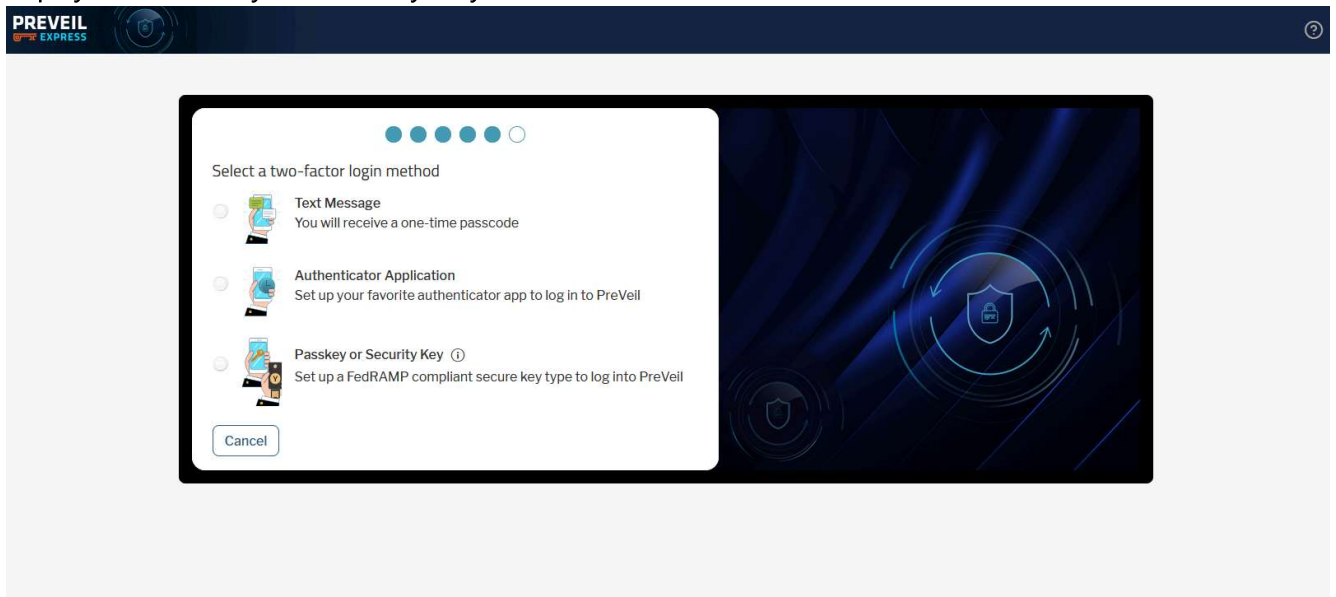 PREVEIL
EXPRESS
Select a two-factor login method
Text Message
You will receive a one-time passcode
Authenticator Application
Set up your favorite authenticator app to log in to PreVeil
Passkey or Security Key
Set up a FedRAMP compliant secure key type to log into PreVeil
Cancel